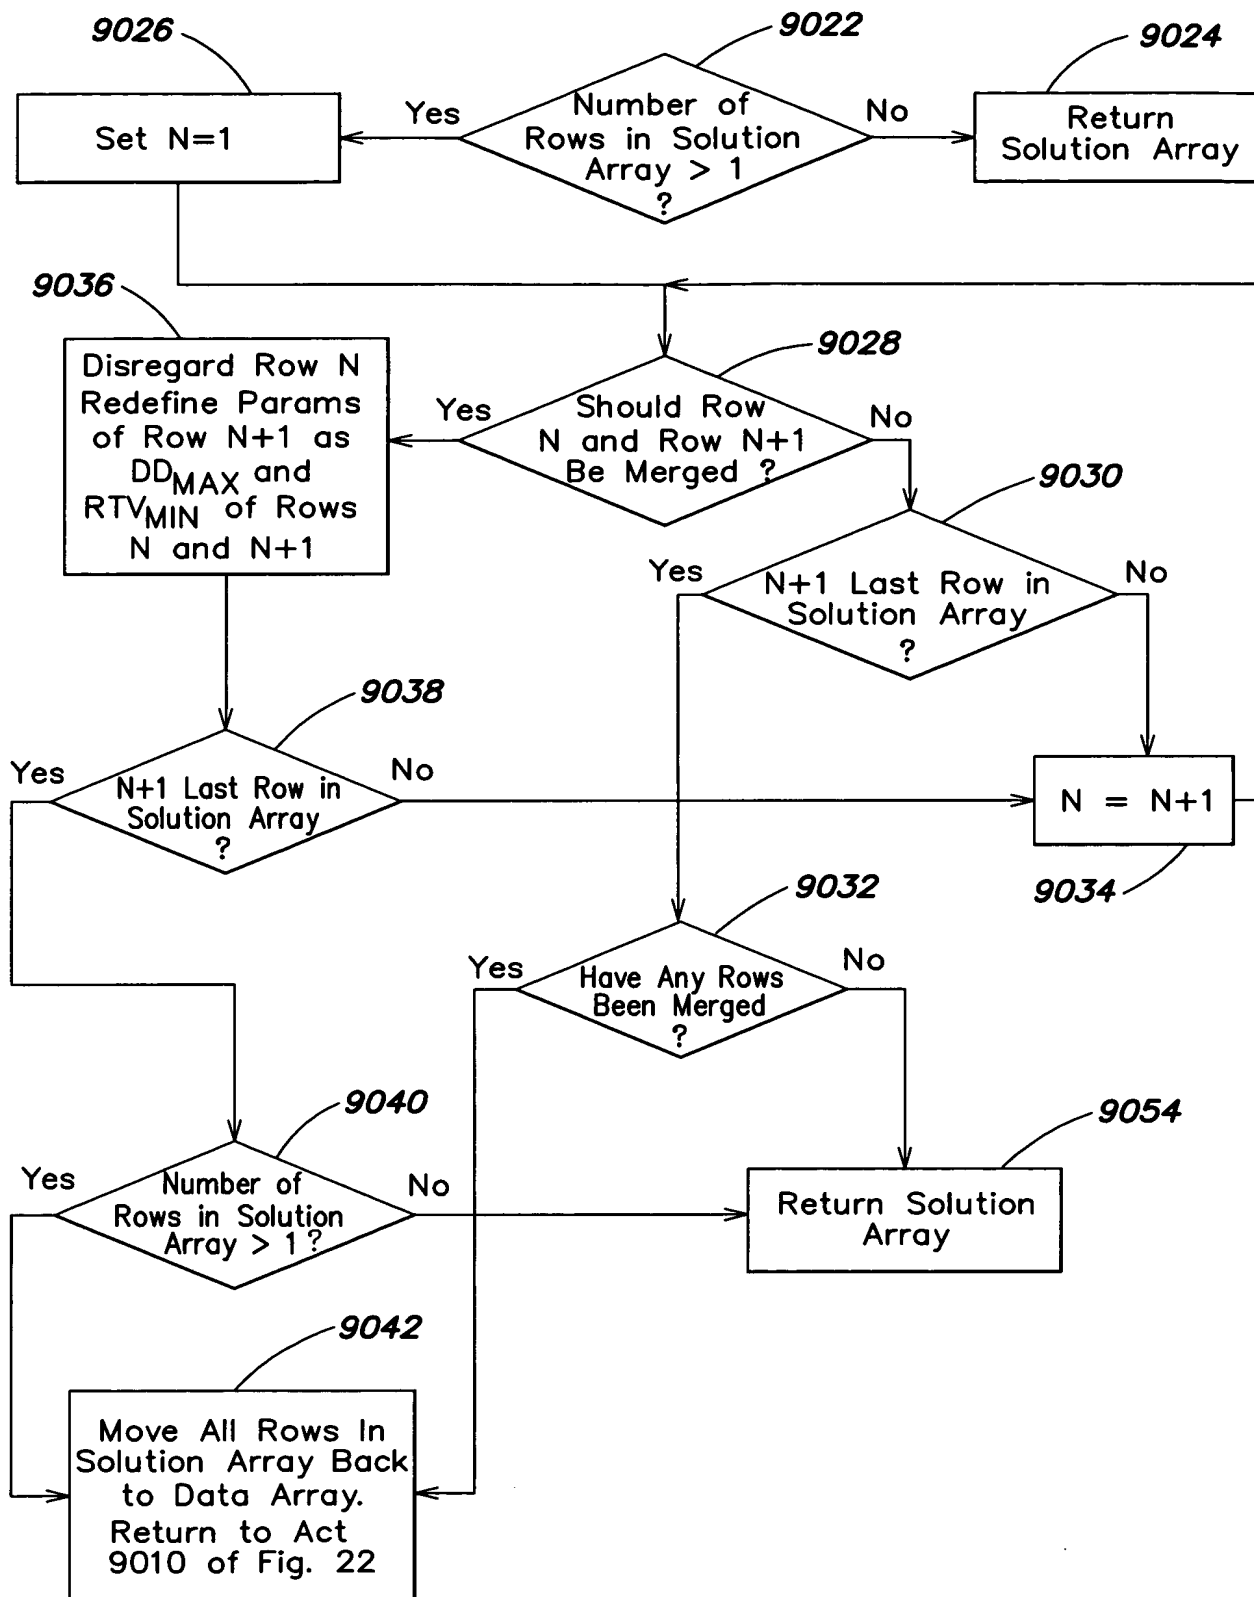 9026
9022
9024
Set N=1
Yes
Number of
Rows in Solution
Array > 1
?
No
Return
Solution Array
9036
Disregard Row N
Redefine Params
of Row N+1 as
DDMAX and
RTVMIN of Rows
N and N+1
9028
Yes
Should Row
N and Row N+1
Be Merged ?
No
9030
Yes
N+1 Last Row in
Solution Array
?
No
9038
Yes
N+1 Last Row in
Solution Array
?
No
N = N+1
9034
9032
Yes
Have Any Rows
Been Merged
?
No
9040
Yes
Number of
Rows in Solution
Array > 1 ?
No
9054
Return Solution
Array
9042
Move All Rows In
Solution Array Back
to Data Array.
Return to Act
9010 of Fig. 22